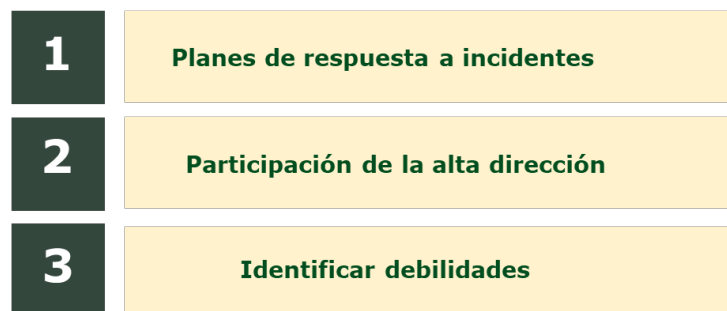 1
Planes de respuesta a incidentes
2
Participación de la alta dirección
3
Identificar debilidades